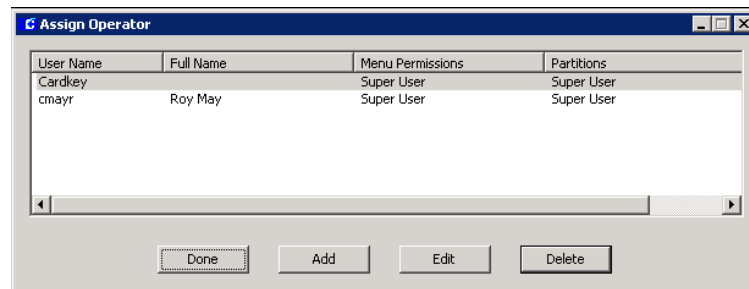 Assign Operator
User Name Full Name Menu Permissions Partitions
Cardkey Super User Super User
cmayr Roy May Super User Super User
Done Add Edit Delete